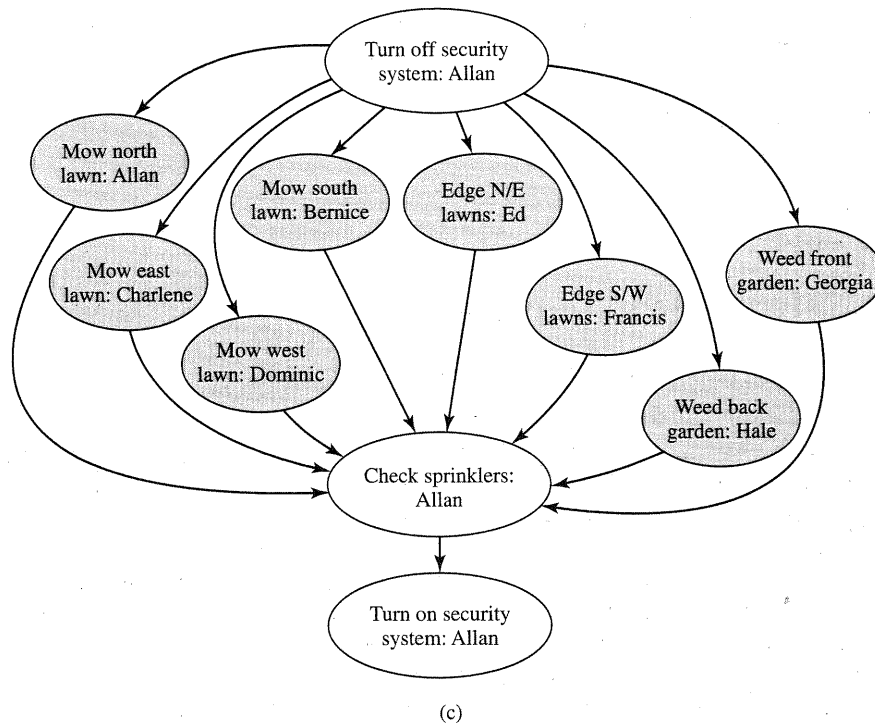 Turn off security
system: Allan
Mow north
lawn: Allan
Mow south
lawn: Bernice
Edge N/E
lawns: Ed
Mow east
lawn: Charlene
Weed front
garden: Georgia
Edge S/W
lawns: Francis
Mow west
lawn: Dominic
Weed back
garden: Hale
Check sprinklers:
Allan
Turn on security
system: Allan
(c)